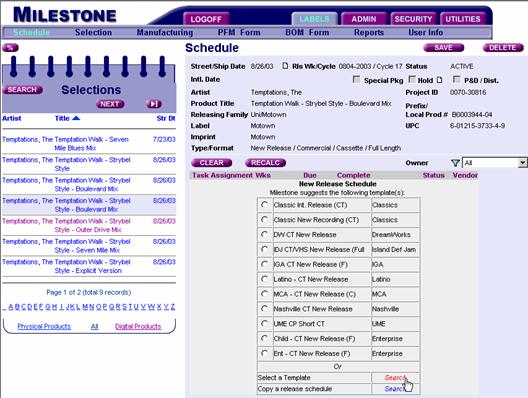 MILESTONE
LOGOFF LABELS ADMIN SECURITY UTILITIES
Schedule Selection Manufacturing PFM Form BOM Form Reports User Info
%
SEARCH Selections
NEXT
Artist Title Str Dt
Temptations, The Temptation Walk - Seven Mile Blues Mix 7/23/03
Temptations, The Temptation Walk - Strybel Style 8/26/03
Temptations, The Temptation Walk - Strybel Style - Boulevard Mix 8/26/03
Temptations, The Temptation Walk - Strybel Style - Boulevard Mix 8/26/03
Temptations, The Temptation Walk - Strybel Style - Outer Drive Mix 8/26/03
Temptations, The Temptation Walk - Strybel Style - Seven Mile Mix 8/26/03
Temptations, The Temptation Walk - Strybel Style - Explicit Version 8/26/03
Page 1 of 2 (total 9 records)
_ A B C D E F G H I J K L M N O P Q R S T U V W X Y Z
Physical Products All Digital Products
Schedule SAVE DELETE
Street/Ship Date 8/26/03 Rls Wk/Cycle 0804-2003 / Cycle 17 Status ACTIVE
Intl. Date Special Pkg Hold P&D / Dist.
Artist Temptations, The Project ID 0070-30816
Product Title Temptation Walk - Strybel Style - Boulevard Mix Prefix/
Releasing Family Uni/Motown Local Prod # B0003944-04
Label Motown UPC 6-01215-3733-4-9
Imprint Motown
Type/Format New Release / Commercial / Cassette / Full Length
CLEAR RECALC Owner All
Task Assignment Wks Due Complete Status Vendor
New Release Schedule
Milestone suggests the following template(s):
Classic Int. Release (CT) Classics
Classic New Recording (CT) Classics
DW CT New Release DreamWorks
IDJ CT/VHS New Release (Full Island Def Jam
IGA CT New Release (F) IGA
Latino - CT New Release Latino
MCA - CT New Release (C) MCA
Nashville CT New Release Nashville
UME CP Short CT UME
Child - CT New Release (F) Enterprise
Ent - CT New Release (F) Enterprise
Or
Select a Template Search
Copy a release schedule Search